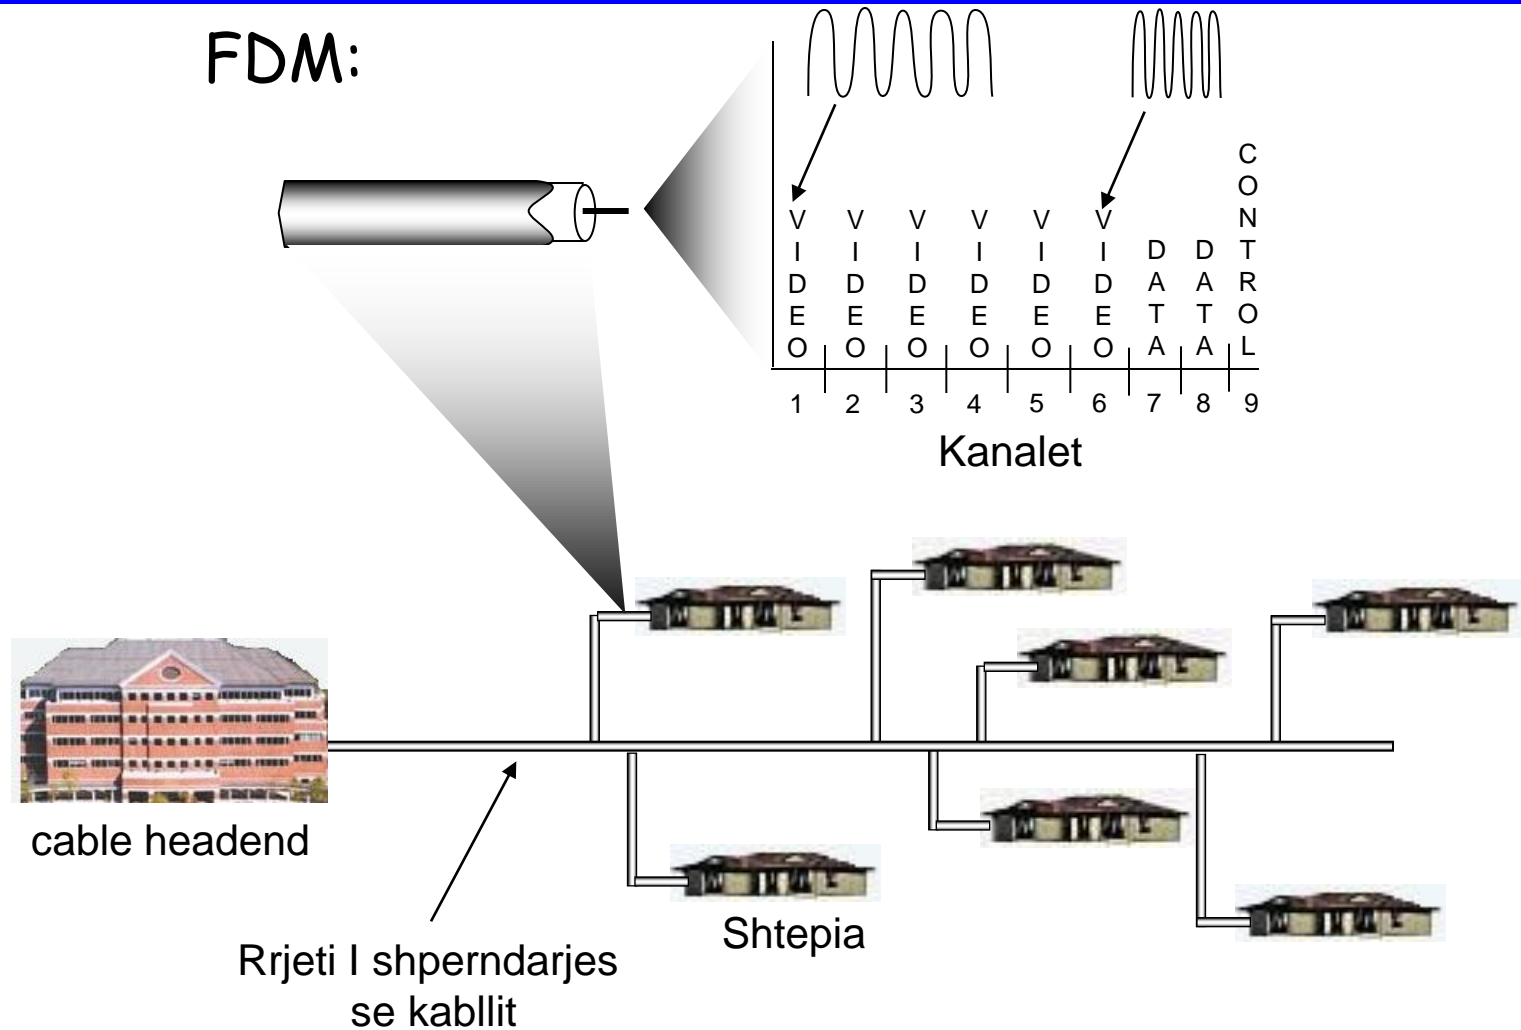 FDM:
VIDEO VIDEO VIDEO VIDEO VIDEO VIDEO DATA DATA CONTROL
1 2 3 4 5 6 7 8 9
Kanalet
cable headend
Shtepia
Rrjeti I shperndarjes
se kabllit